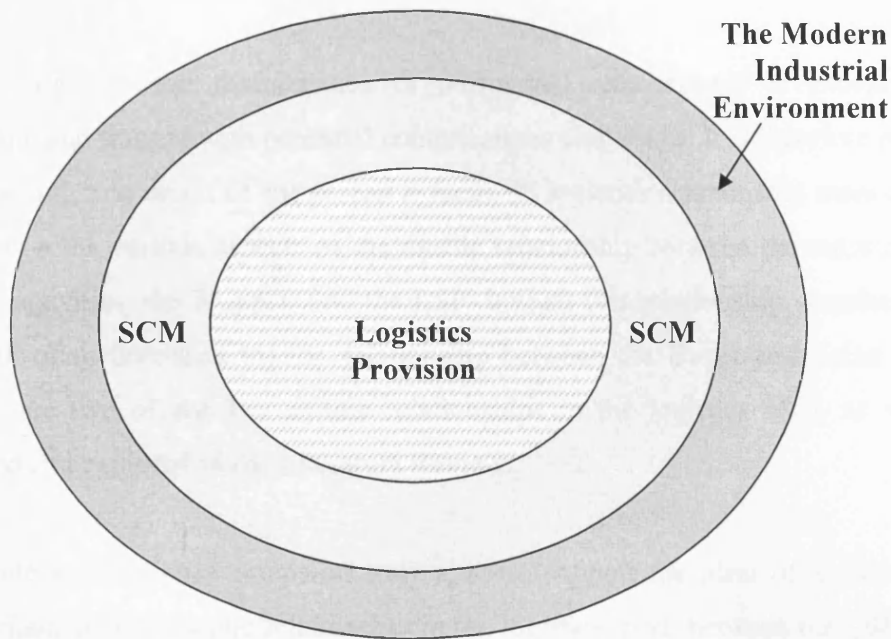 The Modern
Industrial
Environment
SCM
Logistics
Provision
SCM